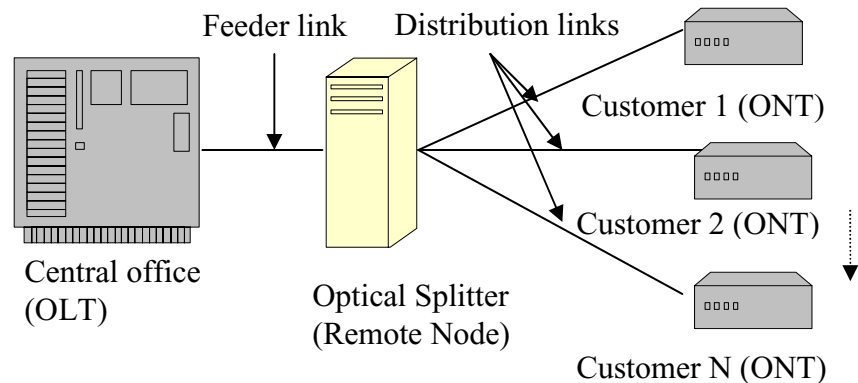 Feeder link
Distribution links
Customer 1 (ONT)
Customer 2 (ONT)
Central office
(OLT)
Optical Splitter
(Remote Node)
Customer N (ONT)